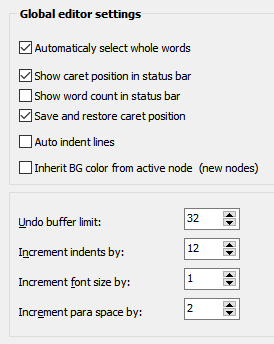 Global editor settings
Automaticaly select whole words
Show caret position in status bar
Show word count in status bar
Save and restore caret position
Auto indent lines
Inherit BG color from active node (new nodes)
Undo buffer limit: 32
Increment indents by: 12
Increment font size by: 1
Increment para space by: 2